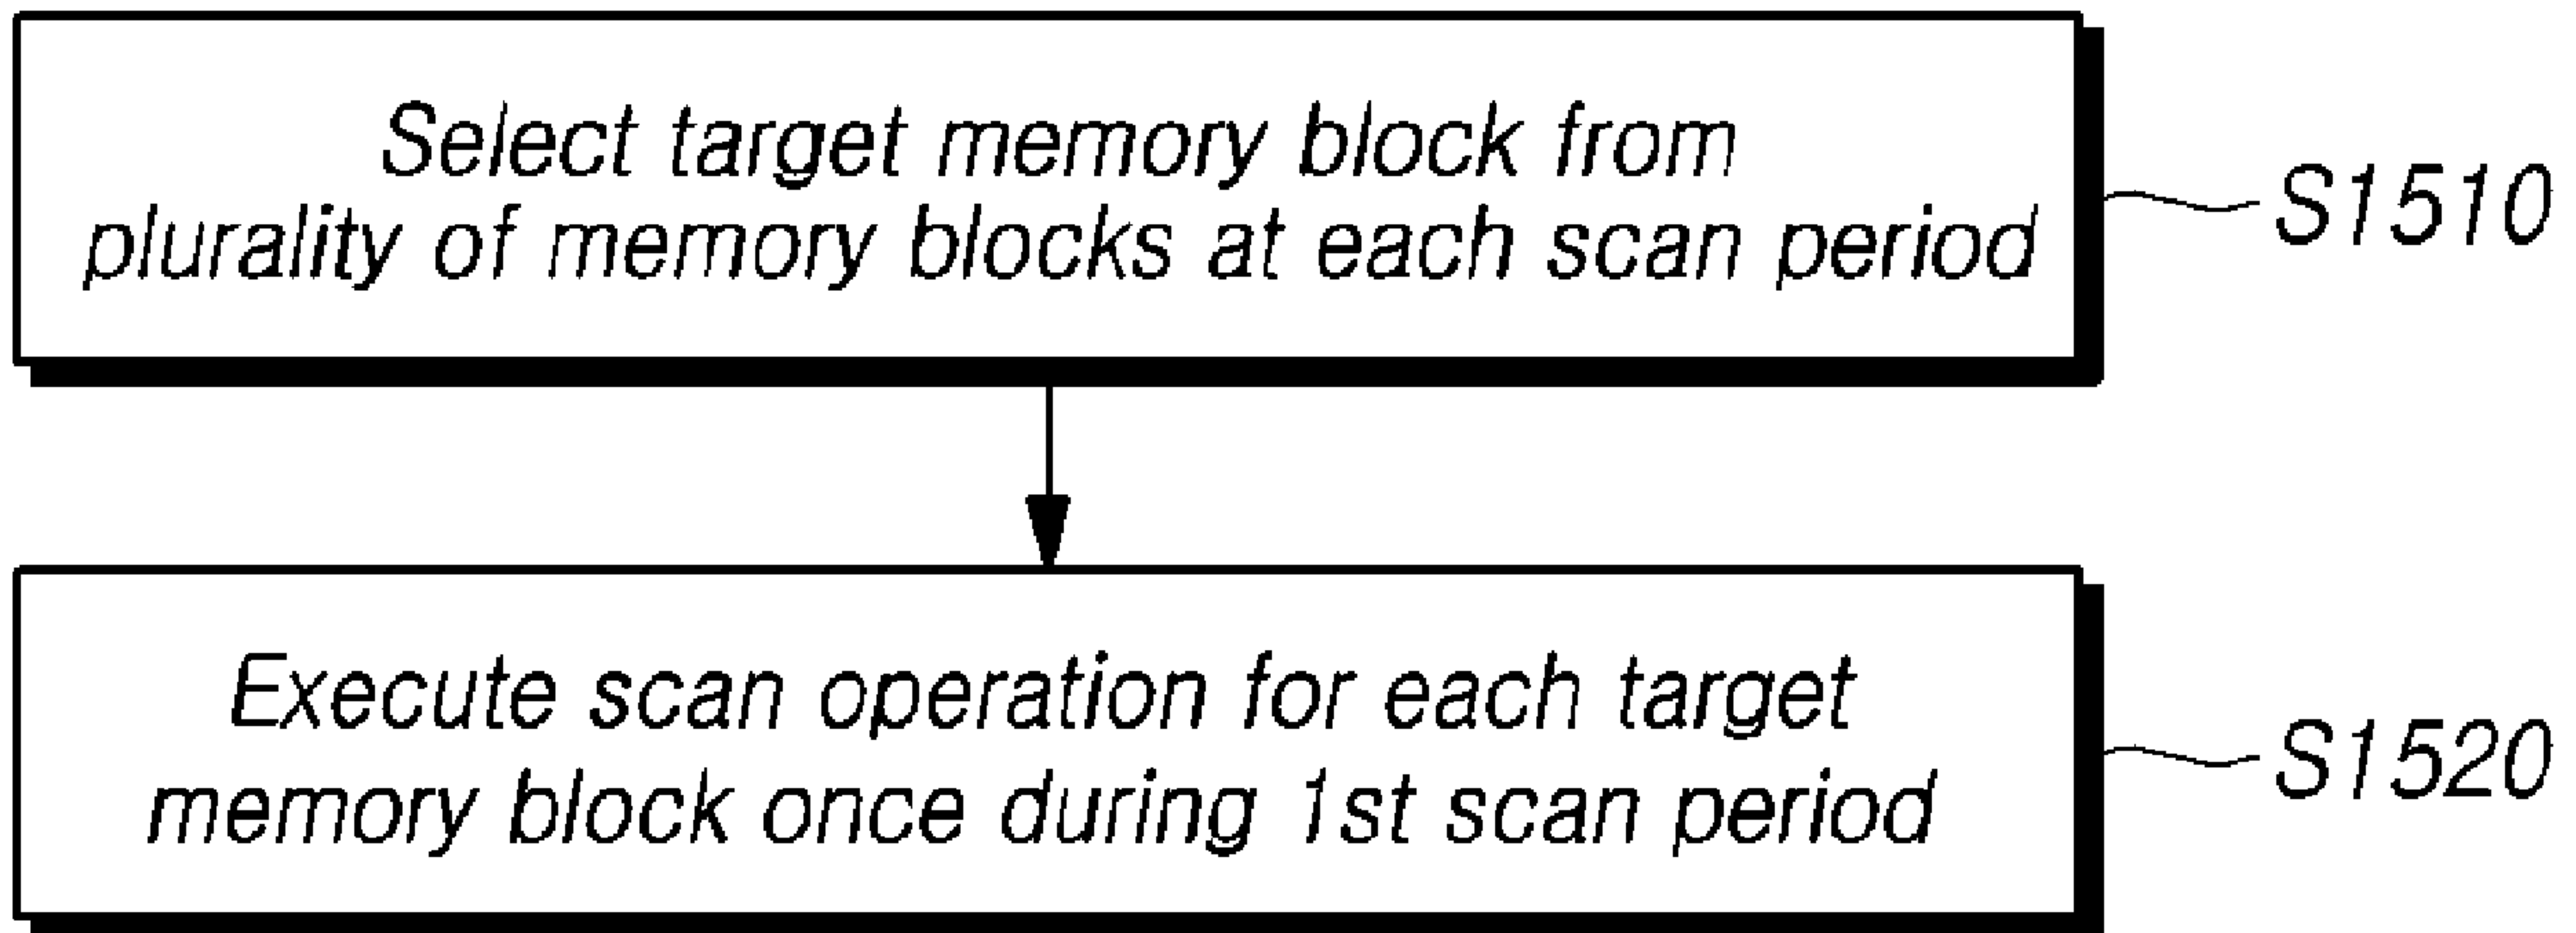 Select target memory block from
plurality of memory blocks at each scan period
S1510
Execute scan operation for each target
memory block once during 1st scan period
S1520